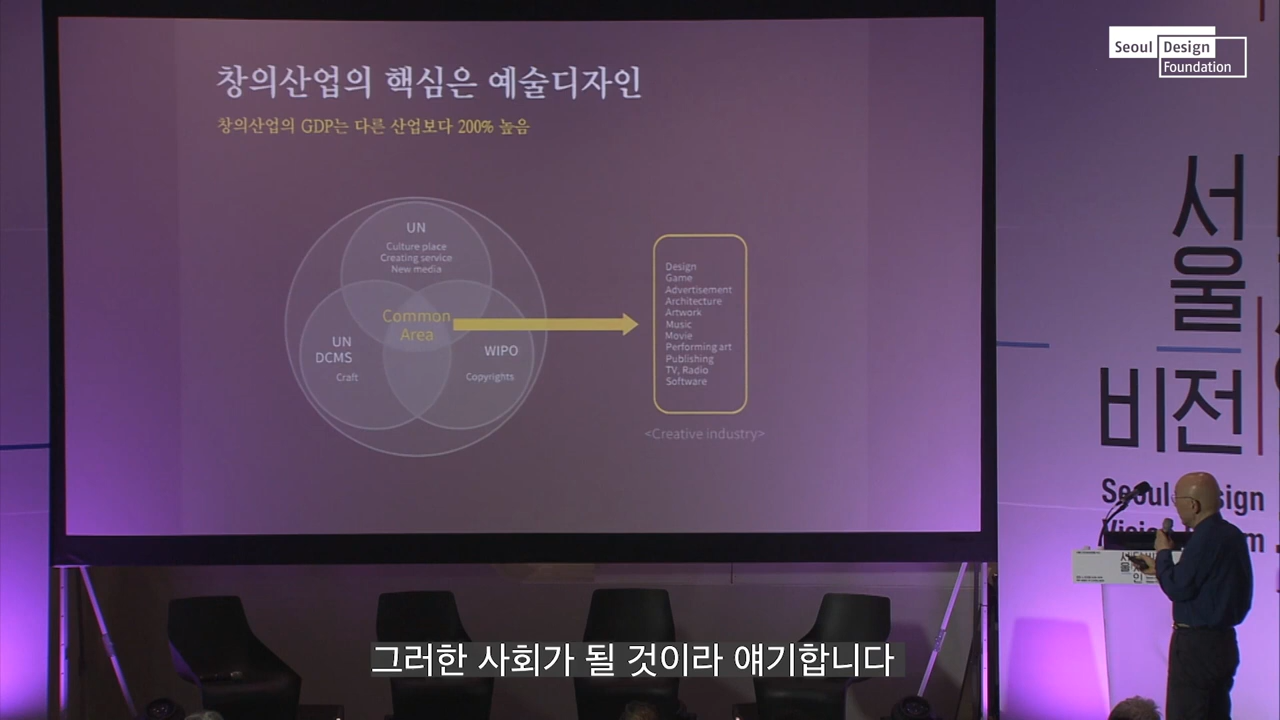 Seoul Design
Foundation
창의산업의 핵심은 예술디자인
창의산업의 GDP는 다른 산업보다 200% 높음
UN
Culture place
Creating service
New media
Common
Area
UN
DCMS
Craft
WIPO
Copyrights
Design
Game
Advertisement
Architecture
Artwork
Music
Movie
Performing art
Publishing
TV, Radio
Software
<Creative industry>
서울
비전
그러한 사회가 될 것이라 얘기합니다